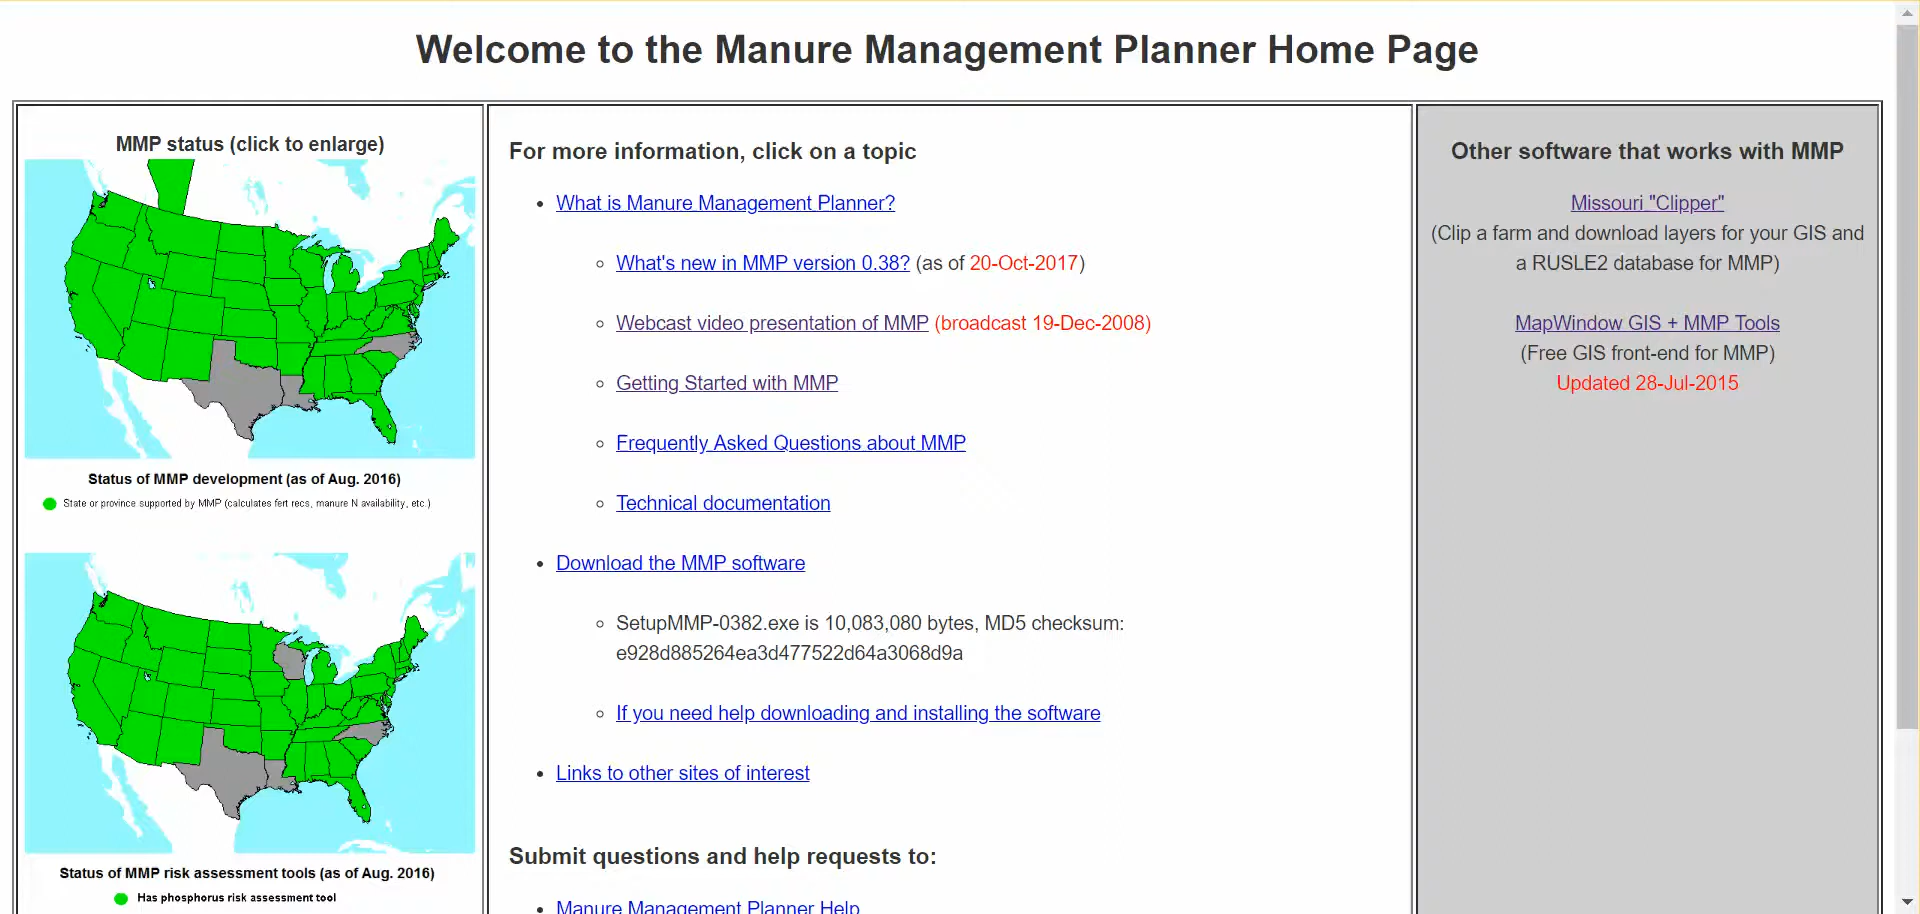 Welcome to the Manure Management Planner Home Page
MMP status (click to enlarge)
Status of MMP development (as of Aug. 2016)
State or province supported by MMP (calculates fert recs, manure N availability, etc.)
Status of MMP risk assessment tools (as of Aug. 2016)
Has phosphorus risk assessment tool
For more information, click on a topic
What is Manure Management Planner?
What's new in MMP version 0.38? (as of 20-Oct-2017)
Webcast video presentation of MMP (broadcast 19-Dec-2008)
Getting Started with MMP
Frequently Asked Questions about MMP
Technical documentation
Download the MMP software
SetupMMP-0382.exe is 10,083,080 bytes, MD5 checksum:
e928d885264ea3d477522d64a3068d9a
If you need help downloading and installing the software
Links to other sites of interest
Submit questions and help requests to:
Manure Management Planner Help
Other software that works with MMP
Missouri "Clipper"
(Clip a farm and download layers for your GIS and
a RUSLE2 database for MMP)
MapWindow GIS + MMP Tools
(Free GIS front-end for MMP)
Updated 28-Jul-2015